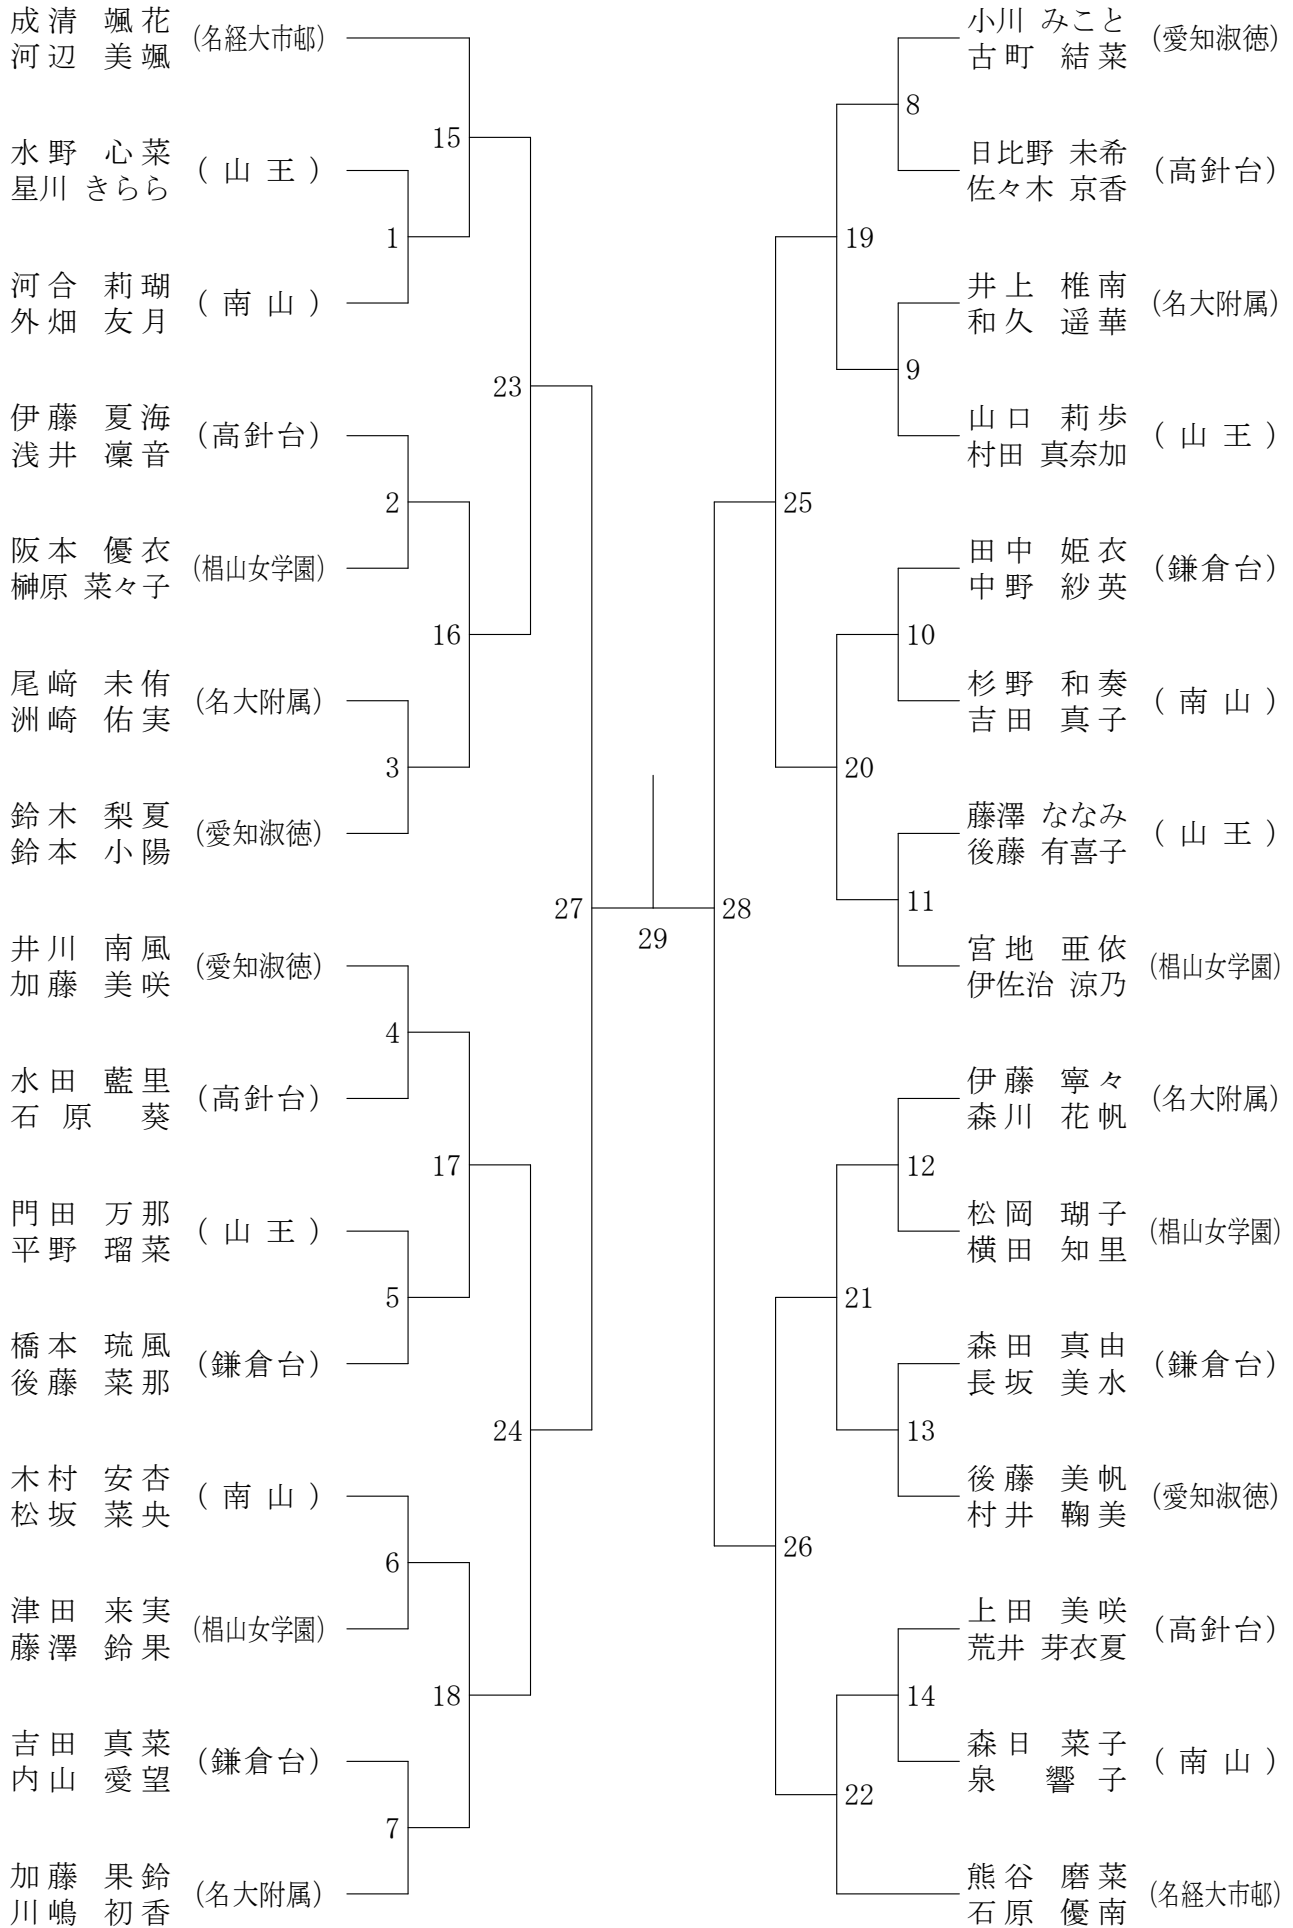 成清 颯花
河辺 美颯
(名経大市邨)
水野 心菜
星川 きらら
(山王)
1
15
河合 莉瑚
外畑 友月
(南山)
23
伊藤 夏海
浅井 凜音
(高針台)
2
阪本 優衣
榊原 菜々子
(椙山女学園)
16
尾﨑 未侑
洲崎 佑実
(名大附属)
3
鈴木 梨夏
鈴本 小陽
(愛知淑徳)
27
井川 南風
加藤 美咲
(愛知淑徳)
4
水田 藍里
石原 葵
(高針台)
17
門田 万那
平野 瑠菜
(山王)
5
橋本 琉風
後藤 菜那
(鎌倉台)
24
木村 安杏
松坂 菜央
(南山)
6
津田 来実
藤澤 鈴果
(椙山女学園)
18
吉田 真菜
内山 愛望
(鎌倉台)
7
加藤 果鈴
川嶋 初香
(名大附属)
29
小川 みこと
古町 結菜
(愛知淑徳)
8
日比野 未希
佐々木 京香
(高針台)
19
井上 椎南
和久 遥華
(名大附属)
9
山口 莉歩
村田 真奈加
(山王)
25
田中 姫衣
中野 紗英
(鎌倉台)
10
杉野 和奏
吉田 真子
(南山)
20
藤澤 ななみ
後藤 有喜子
(山王)
11
28
宮地 亜依
伊佐治 涼乃
(椙山女学園)
伊藤 寧々
森川 花帆
(名大附属)
12
松岡 瑚子
横田 知里
(椙山女学園)
21
森田 真由
長坂 美水
(鎌倉台)
13
後藤 美帆
村井 鞠美
(愛知淑徳)
26
上田 美咲
荒井 芽衣夏
(高針台)
14
森日 菜子
泉 響子
(南山)
22
熊谷 磨菜
石原 優南
(名経大市邨)